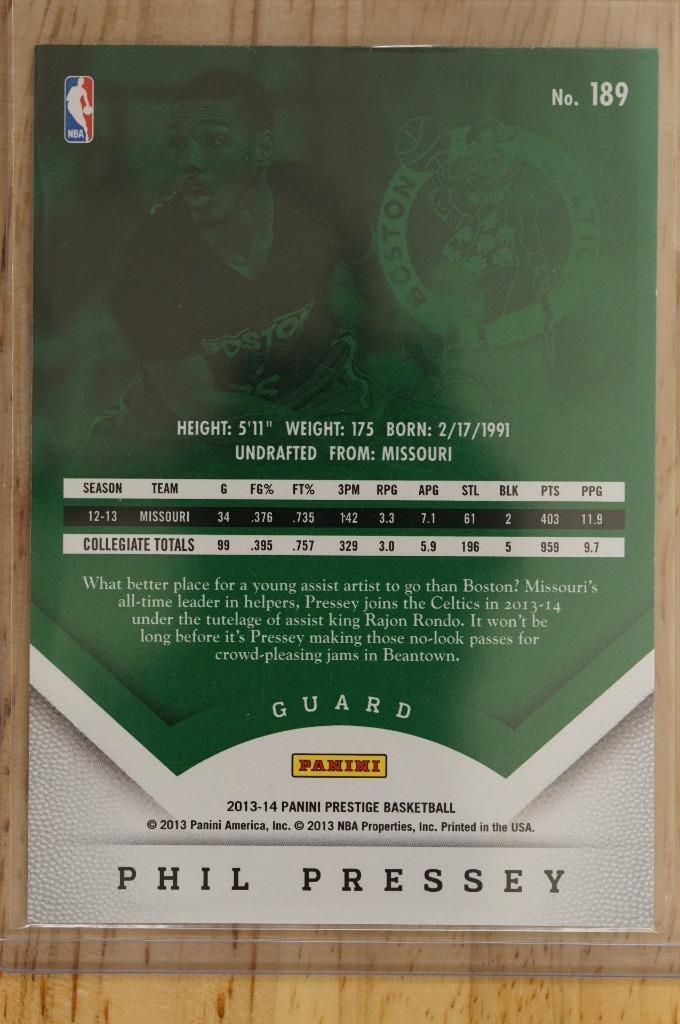 NBA
No. 189
BOSTON CELTIC
BOSTON
HEIGHT: 5'11" WEIGHT: 175 BORN: 2/17/1991
UNDRAFTED FROM: MISSOURI
SEASON TEAM G FG% FT% 3PM RPG APG STL BLK PTS PPG
12-13 MISSOURI 34 .376 .735 142 3.3 7.1 61 2 403 11.9
COLLEGIATE TOTALS 99 .395 .757 329 3.0 5.9 196 5 959 9.7
What better place for a young assist artist to go than Boston? Missouri's
all-time leader in helpers, Pressey joins the Celtics in 2013-14
under the tutelage of assist king Rajon Rondo. It won't be
long before it's Pressey making those no-look passes for
crowd-pleasing jams in Beantown.
GUARD
PANINI
2013-14 PANINI PRESTIGE BASKETBALL
© 2013 Panini America, Inc. © 2013 NBA Properties, Inc. Printed in the USA.
PHIL PRESSEY